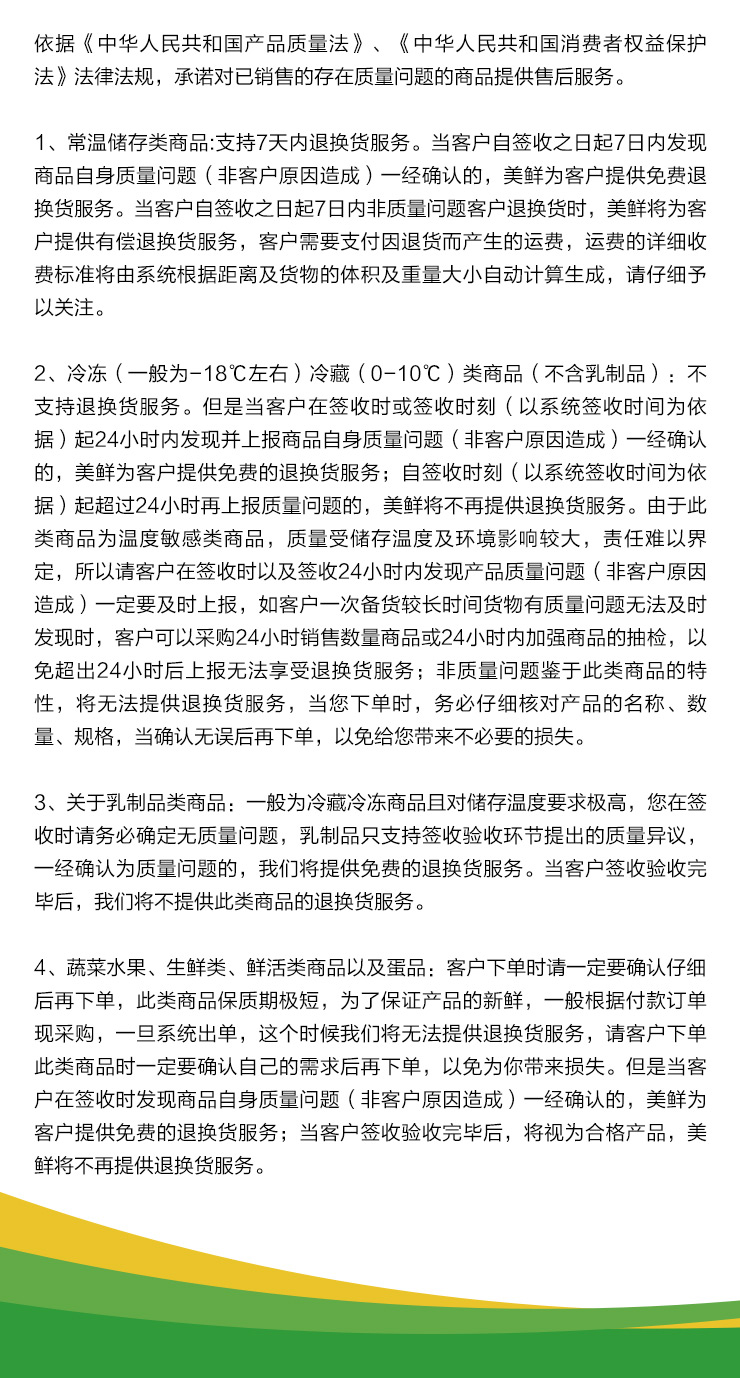 依据《中华人民共和国产品质量法》、《中华人民共和国消费者权益保护
法》法律法规，承诺对已销售的存在质量问题的商品提供售后服务。
1、常温储存类商品:支持7天内退换货服务。当客户自签收之日起7日内发现
商品自身质量问题（非客户原因造成）一经确认的，美鲜为客户提供免费退
换货服务。当客户自签收之日起7日内非质量问题客户退换货时，美鲜将为客
户提供有偿退换货服务，客户需要支付因退货而产生的运费，运费的详细收
费标准将由系统根据距离及货物的体积及重量大小自动计算生成，请仔细予
以关注。
2、冷冻（一般为-18℃左右）冷藏（0-10℃）类商品（不含乳制品）：不
支持退换货服务。但是当客户在签收时或签收时刻（以系统签收时间为依
据）起24小时内发现并上报商品自身质量问题（非客户原因造成）一经确认
的，美鲜为客户提供免费的退换货服务；自签收时刻（以系统签收时间为依
据）起超过24小时再上报质量问题的，美鲜将不再提供退换货服务。由于此
类商品为温度敏感类商品，质量受储存温度及环境影响较大，责任难以界
定，所以请客户在签收时以及签收24小时内发现产品质量问题（非客户原因
造成）一定要及时上报，如客户一次备货较长时间货物有质量问题无法及时
发现时，客户可以采购24小时销售数量商品或24小时内加强商品的抽检，以
免超出24小时后上报无法享受退换货服务；非质量问题鉴于此类商品的特
性，将无法提供退换货服务，当您下单时，务必仔细核对产品的名称、数
量、规格，当确认无误后再下单，以免给您带来不必要的损失。
3、关于乳制品类商品：一般为冷藏冷冻商品且对储存温度要求极高，您在签
收时请务必确定无质量问题，乳制品只支持签收验收环节提出的质量异议，
一经确认为质量问题的，我们将提供免费的退换货服务。当客户签收验收完
毕后，我们将不提供此类商品的退换货服务。
4、蔬菜水果、生鲜类、鲜活类商品以及蛋品：客户下单时请一定要确认仔细
后再下单，此类商品保质期极短，为了保证产品的新鲜，一般根据付款订单
现采购，一旦系统出单，这个时候我们将无法提供退换货服务，请客户下单
此类商品时一定要确认自己的需求后再下单，以免为你带来损失。但是当客
户在签收时发现商品自身质量问题（非客户原因造成）一经确认的，美鲜为
客户提供免费的退换货服务；当客户签收验收完毕后，将视为合格产品，美
鲜将不再提供退换货服务。